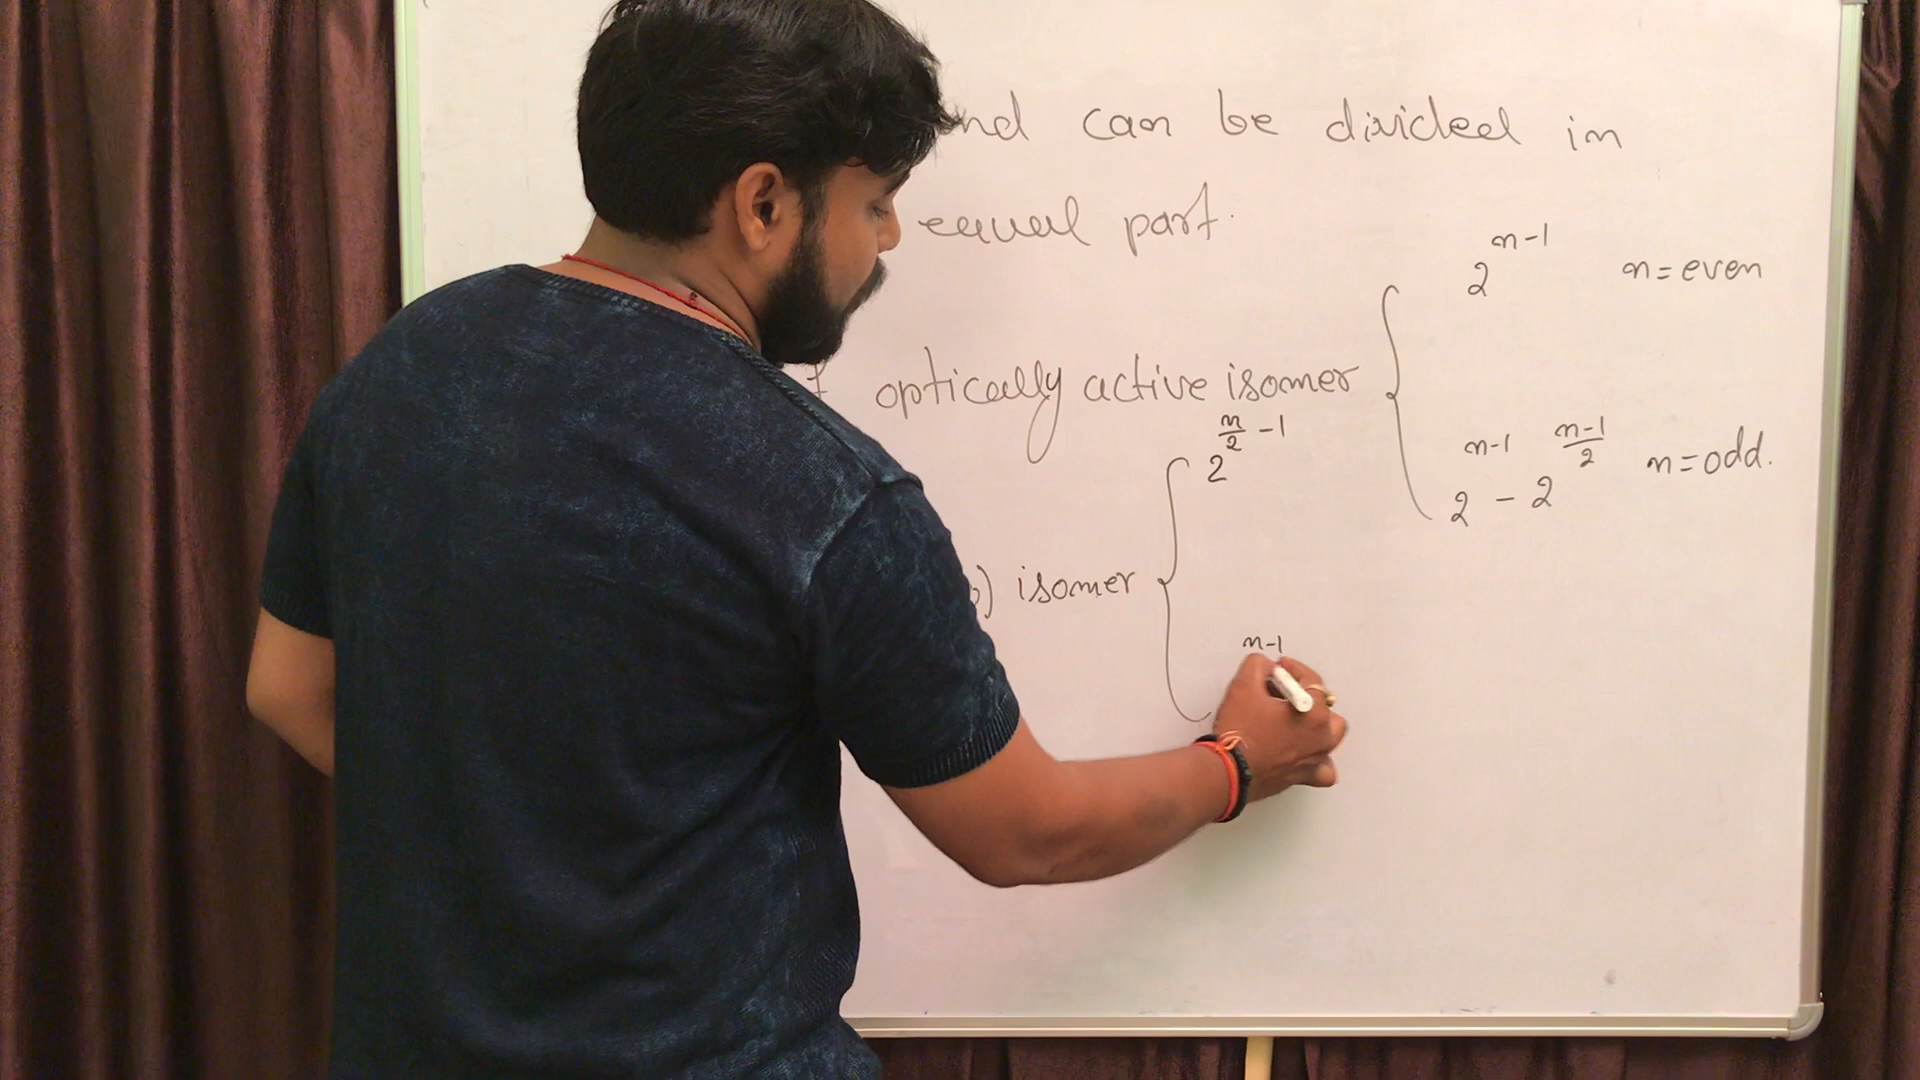 nd can be divided in
equal part.
2^(n-1) n=even
optically active isomer {
2^(n/2 -1)
2^(n-1) - 2^((n-1)/2) n=odd.
) isomer {
n-1